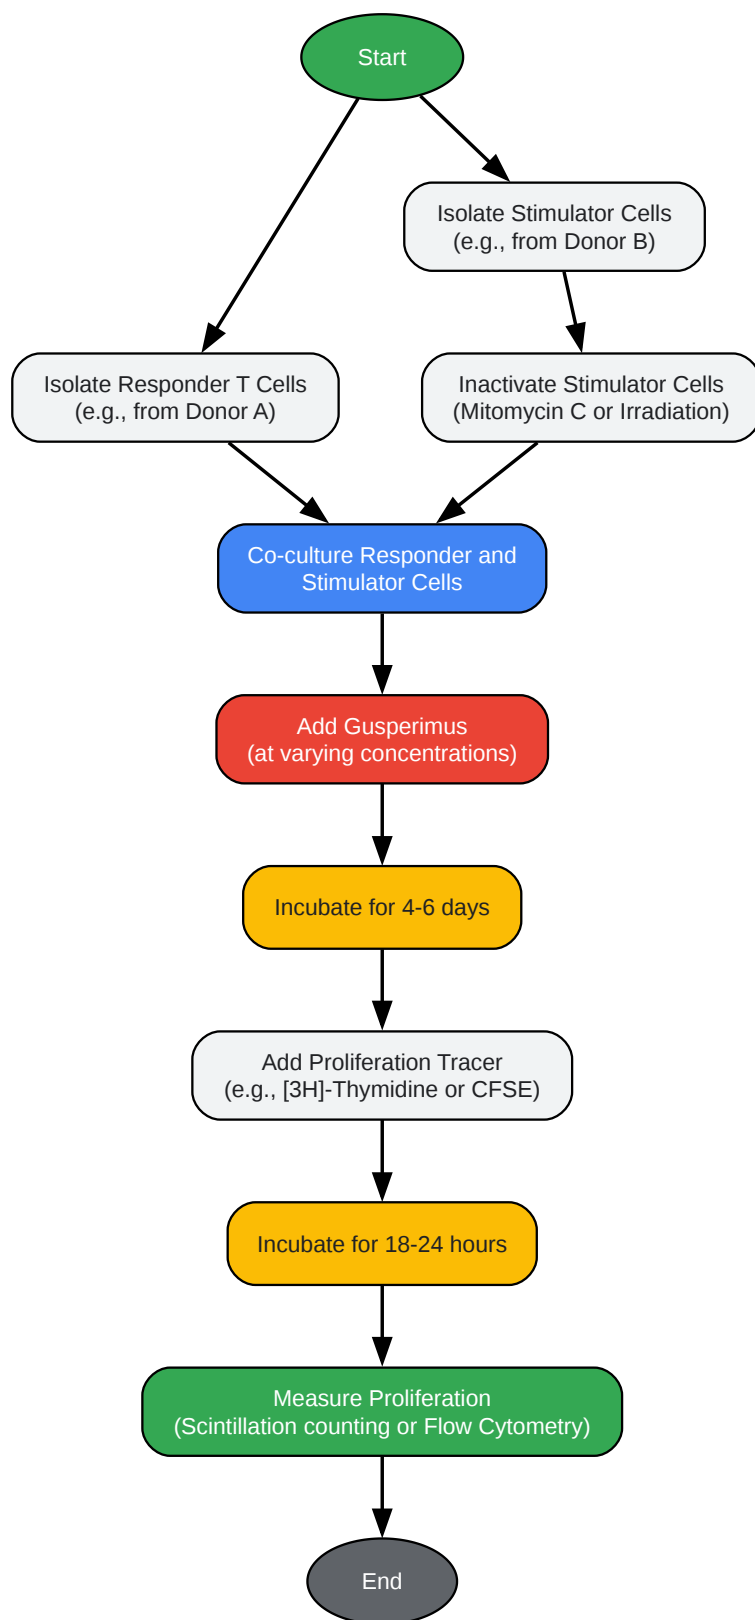 Start
Isolate Stimulator Cells
(e.g., from Donor B)
Isolate Responder T Cells
(e.g., from Donor A)
Inactivate Stimulator Cells
(Mitomycin C or Irradiation)
Co-culture Responder and
Stimulator Cells
Add Gusperimus
(at varying concentrations)
Incubate for 4-6 days
Add Proliferation Tracer
(e.g., [3H]-Thymidine or CFSE)
Incubate for 18-24 hours
Measure Proliferation
(Scintillation counting or Flow Cytometry)
End